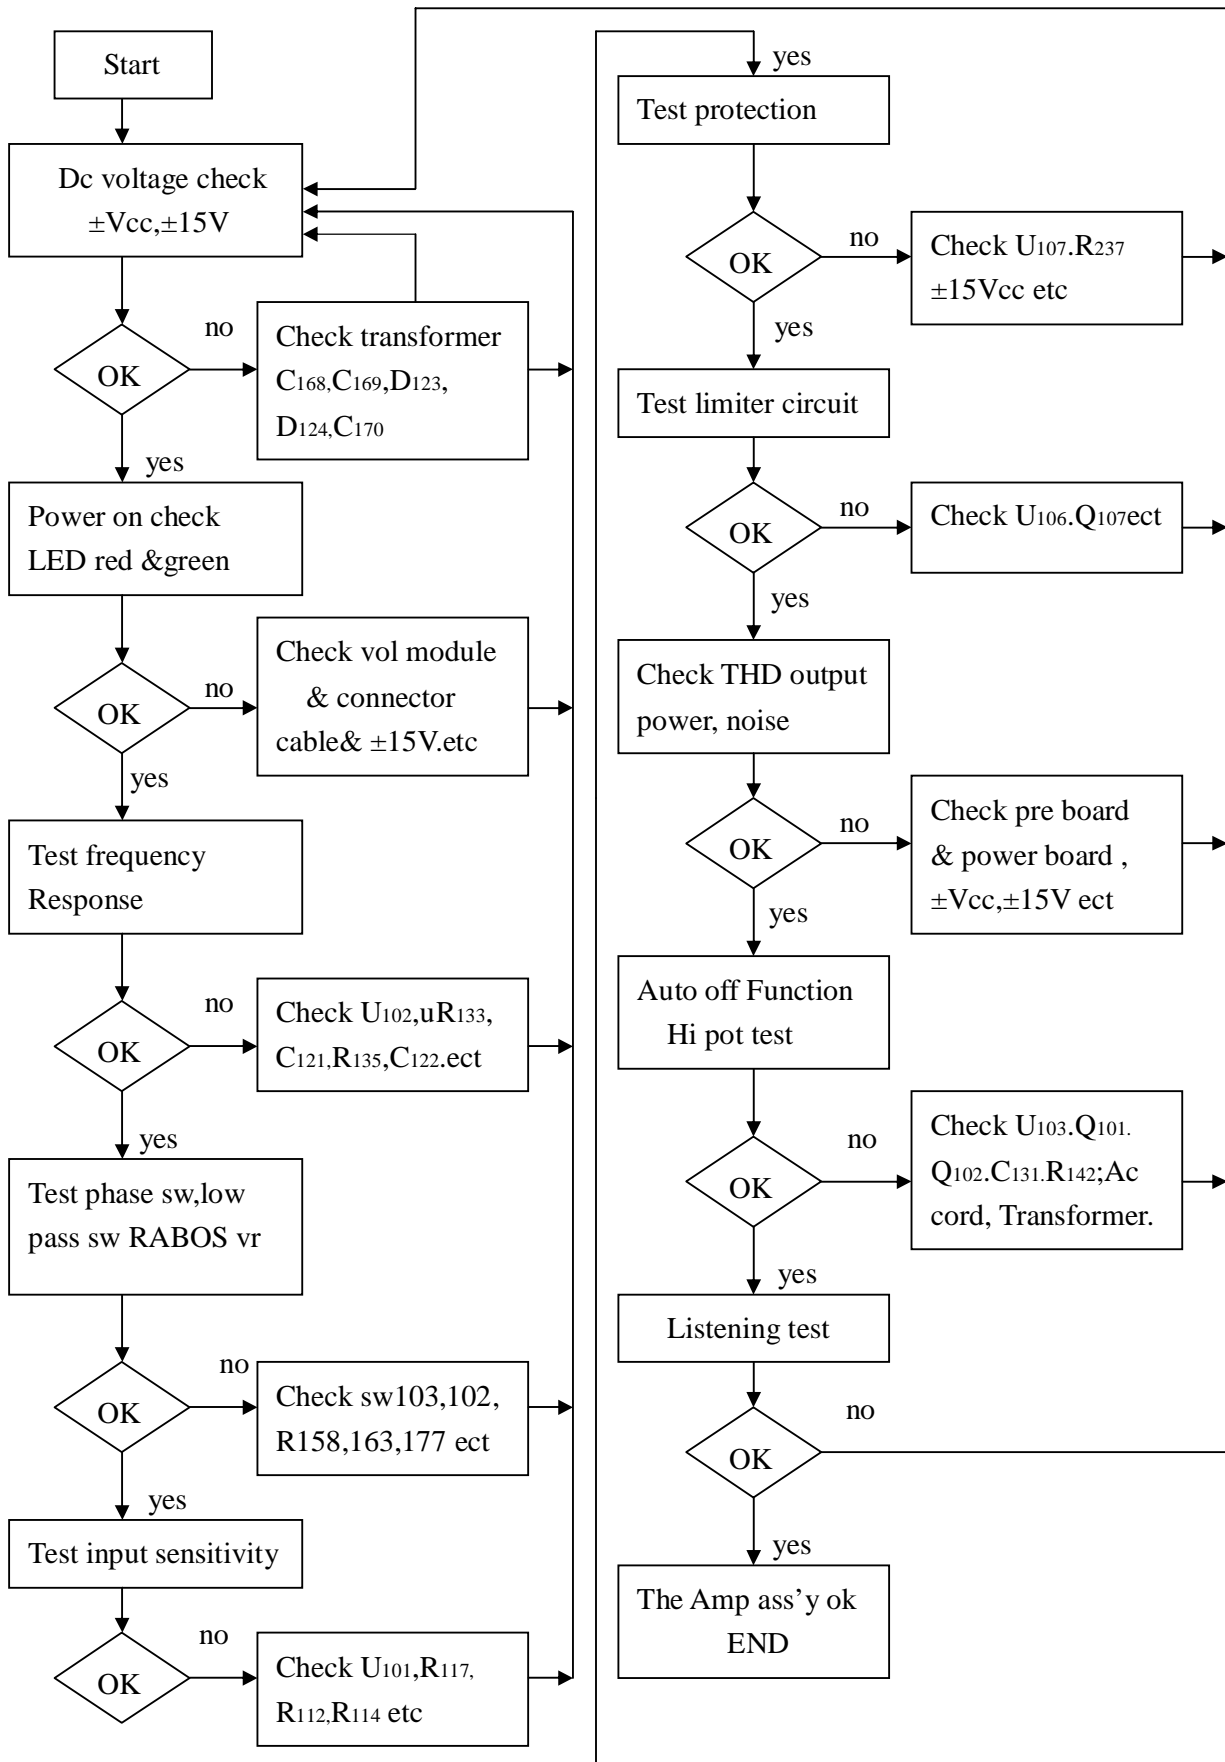 Start
Dc voltage check
±Vcc,±15V
OK
no
Check transformer
C168,C169,D123,
D124,C170
yes
Power on check
LED red &green
OK
no
Check vol module
& connector
cable& ±15V.etc
yes
Test frequency
Response
OK
no
Check U102,uR133,
C121,R135,C122.ect
yes
Test phase sw,low
pass sw RABOS vr
OK
no
Check sw103,102,
R158,163,177 ect
yes
Test input sensitivity
OK
no
Check U101,R117,
R112,R114 etc
yes
Test protection
OK
no
Check U107.R237
±15Vcc etc
yes
Test limiter circuit
OK
no
Check U106.Q107ect
yes
Check THD output
power, noise
OK
no
Check pre board
& power board ,
±Vcc,±15V ect
yes
Auto off Function
Hi pot test
OK
no
Check U103.Q101.
Q102.C131.R142;Ac
cord, Transformer.
yes
Listening test
OK
no
yes
The Amp ass’y ok
END